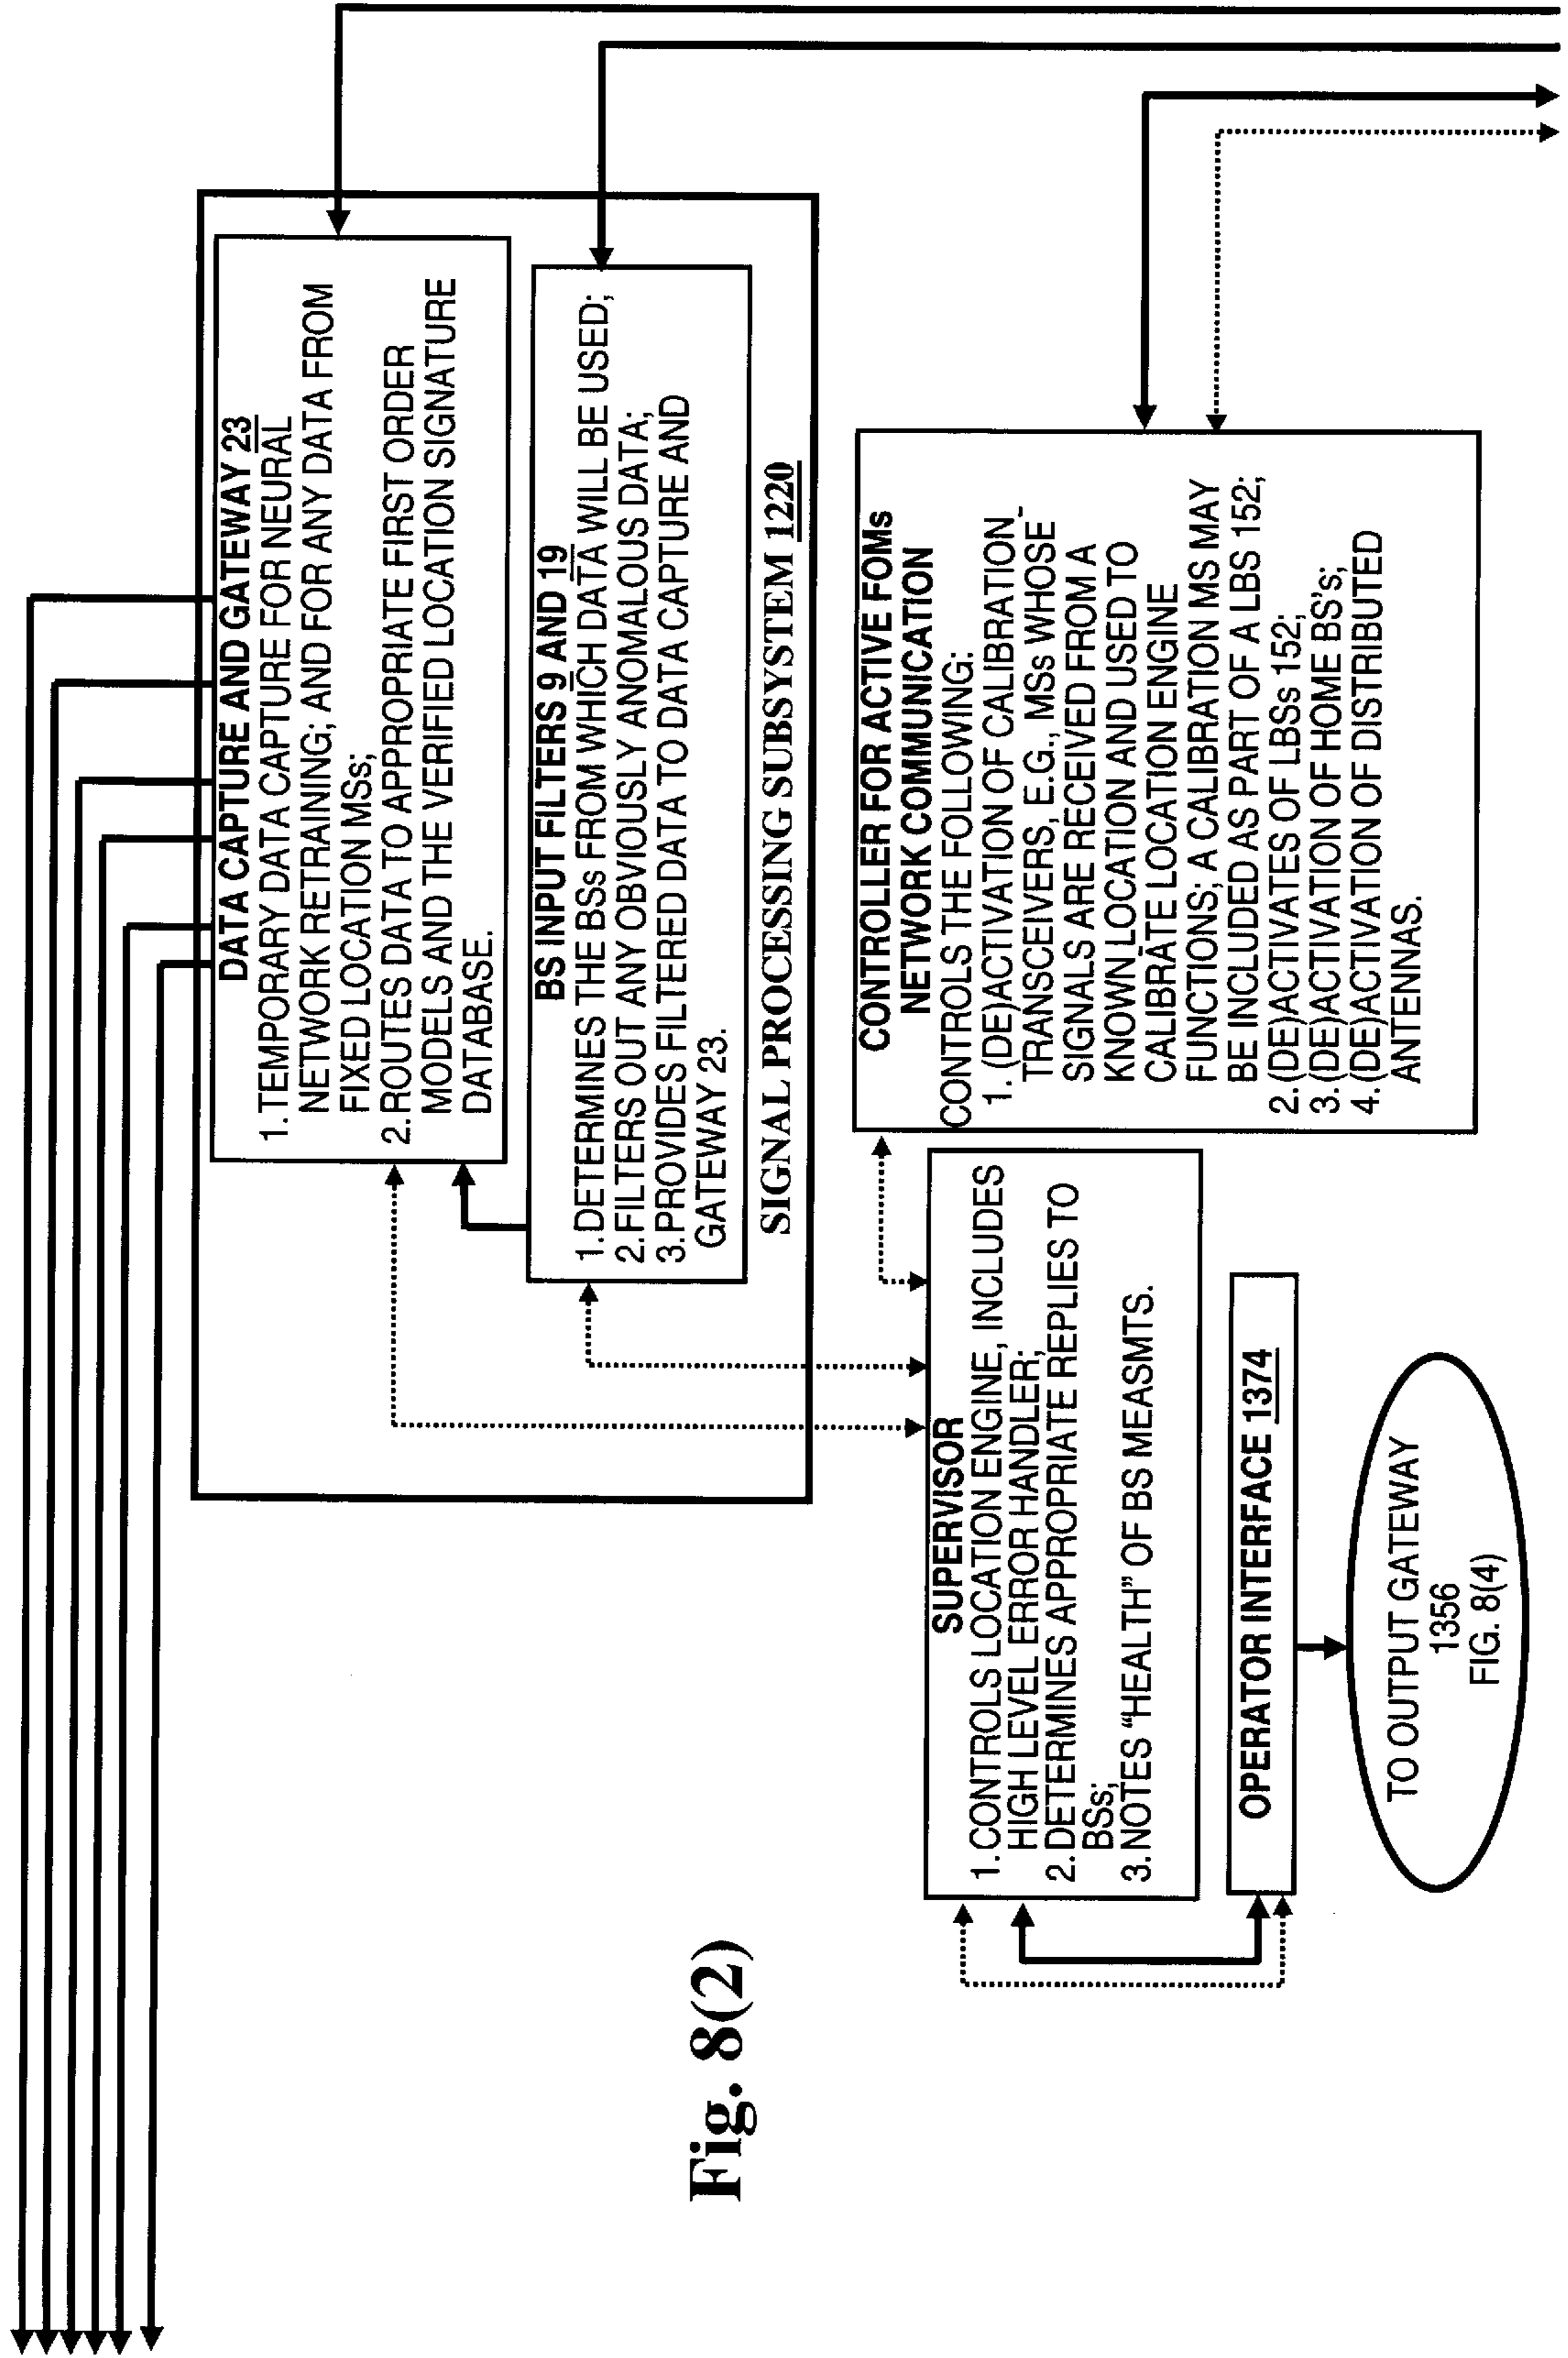 DATA CAPTURE AND GATEWAY 23
1. TEMPORARY DATA CAPTURE FOR NEURAL
NETWORK RETRAINING; AND FOR ANY DATA FROM
FIXED LOCATION MSs;
2. ROUTES DATA TO APPROPRIATE FIRST ORDER
MODELS AND THE VERIFIED LOCATION SIGNATURE
DATABASE.
BS INPUT FILTERS 9 AND 19
1. DETERMINES THE BSs FROM WHICH DATA WILL BE USED;
2. FILTERS OUT ANY OBVIOUSLY ANOMALOUS DATA;
3. PROVIDES FILTERED DATA TO DATA CAPTURE AND
GATEWAY 23.
SIGNAL PROCESSING SUBSYSTEM 1220
CONTROLLER FOR ACTIVE FOMs
NETWORK COMMUNICATION
CONTROLS THE FOLLOWING:
1. (DE)ACTIVATION OF CALIBRATION
TRANSCEIVERS, E.G., MSs WHOSE
SIGNALS ARE RECEIVED FROM A
KNOWN LOCATION AND USED TO
CALIBRATE LOCATION ENGINE
FUNCTIONS; A CALIBRATION MS MAY
BE INCLUDED AS PART OF A LBS 152;
2. (DE)ACTIVATES OF LBSs 152;
3. (DE)ACTIVATION OF HOME BS's;
4. (DE)ACTIVATION OF DISTRIBUTED
ANTENNAS.
SUPERVISOR
1. CONTROLS LOCATION ENGINE, INCLUDES
HIGH LEVEL ERROR HANDLER;
2. DETERMINES APPROPRIATE REPLIES TO
BSs;
3. NOTES "HEALTH" OF BS MEASMTS.
OPERATOR INTERFACE 1374
TO OUTPUT GATEWAY
1356
FIG. 8(4)
Fig. 8(2)